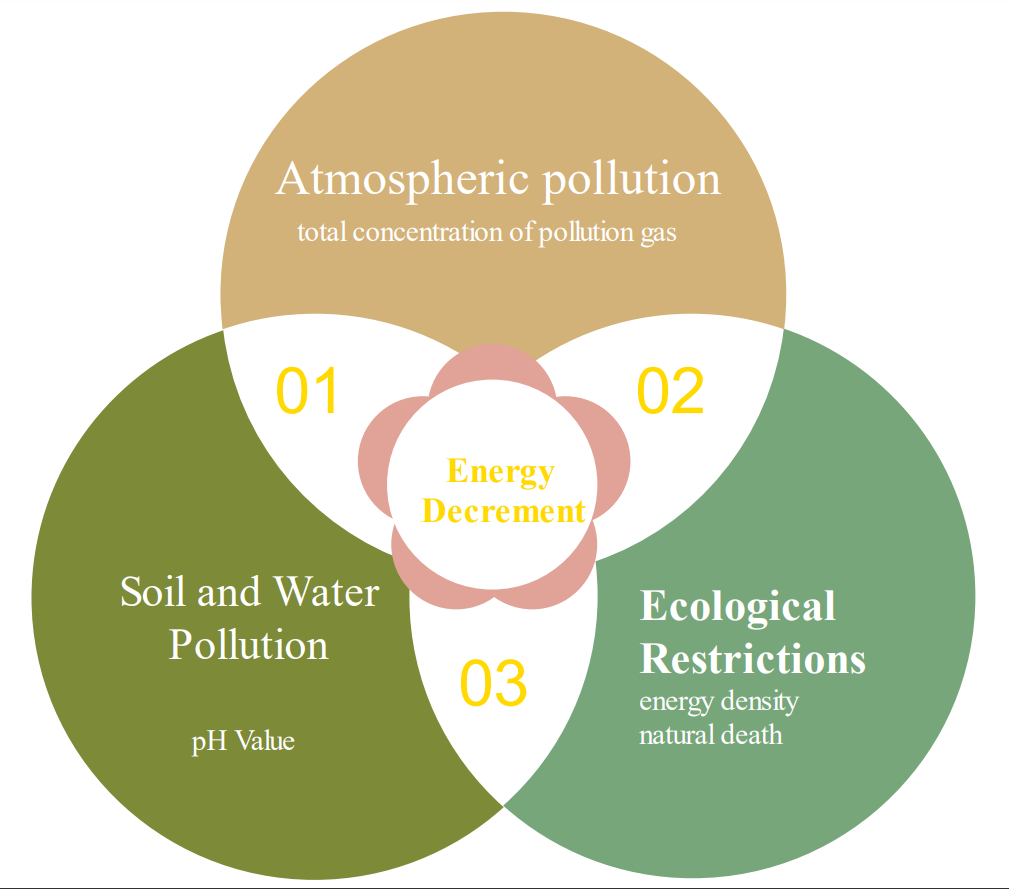 Atmospheric pollution
total concentration of pollution gas
01
02
Energy
Decrement
Soil and Water
Pollution
pH Value
Ecological
Restrictions
energy density
natural death
03